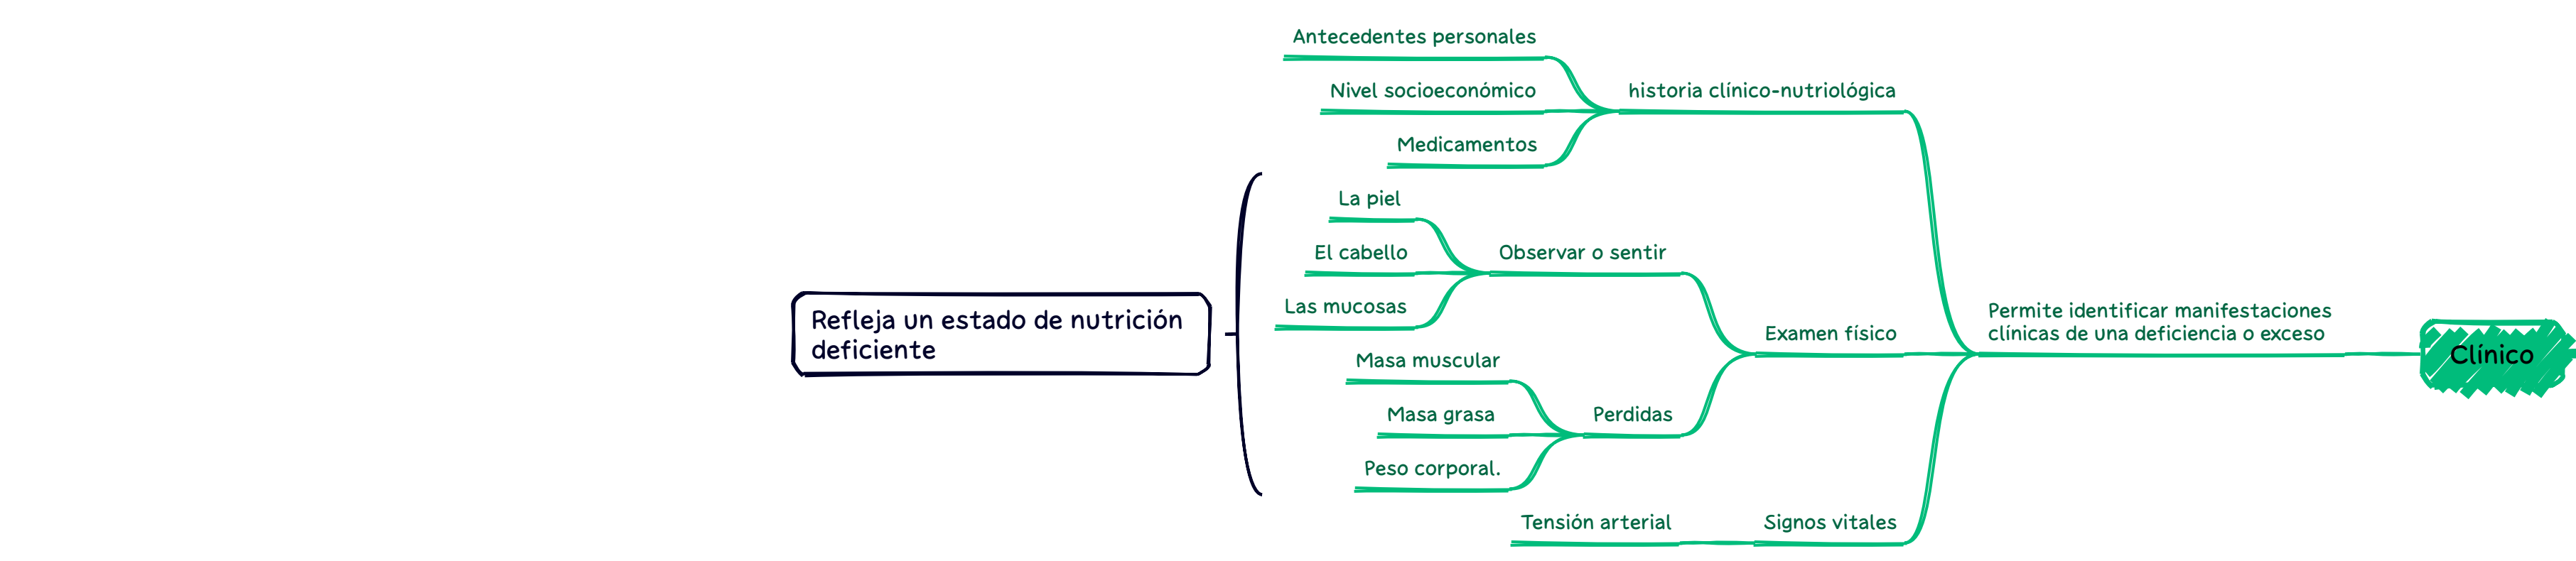 Antecedentes personales
Nivel socioeconómico
Medicamentos
historia clínico-nutriológica
La piel
El cabello
Las mucosas
Observar o sentir
Masa muscular
Masa grasa
Peso corporal.
Perdidas
Examen físico
Tensión arterial
Signos vitales
Refleja un estado de nutrición
deficiente
Permite identificar manifestaciones
clínicas de una deficiencia o exceso
Clínico